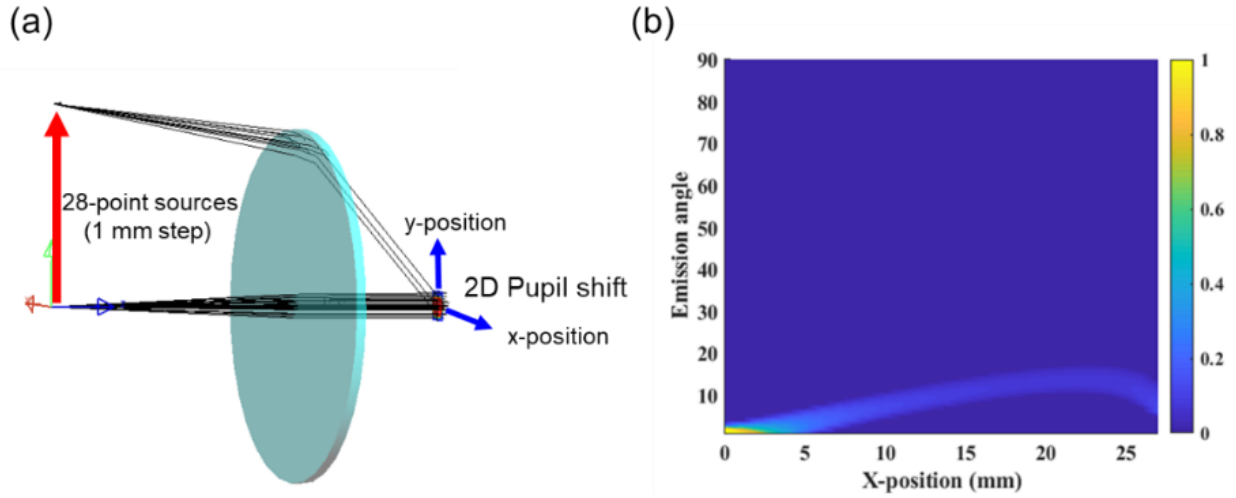 (a)
28-point sources
(1 mm step)
y-position
2D Pupil shift
x-position
(b)
90
80
70
60
50
40
30
20
10
Emission angle
0
5
10
15
20
25
X-position (mm)
1
0.8
0.6
0.4
0.2
0